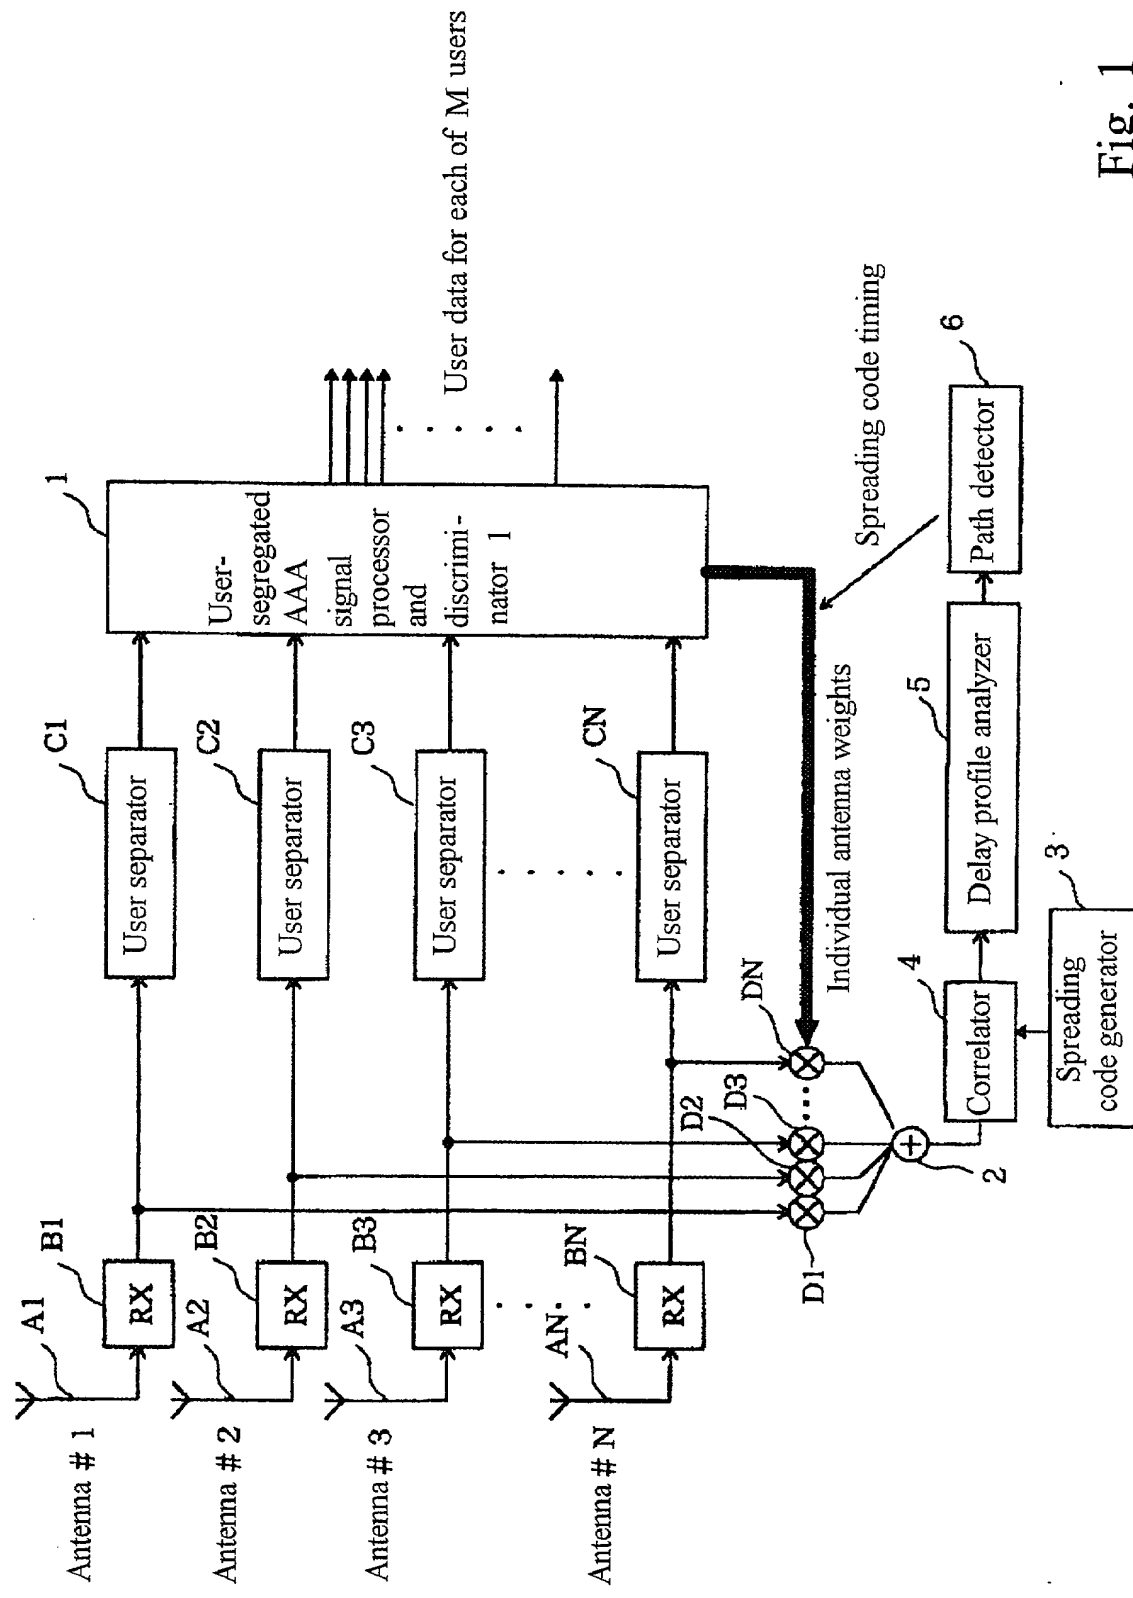 Antenna # 1
A1
B1
RX
C1
User separator
1
User-
segregated
AAA
signal
processor
and
discrimi-
nator 1
User data for each of M users
Antenna # 2
A2
B2
RX
C2
User separator
Antenna # 3
A3
B3
RX
C3
User separator
Antenna # N
AN
BN
RX
CN
User separator
D1
D2
D3
DN
Individual antenna weights
Spreading code timing
2
4
Correlator
5
Delay profile analyzer
6
Path detector
3
Spreading
code generator
Fig. 1